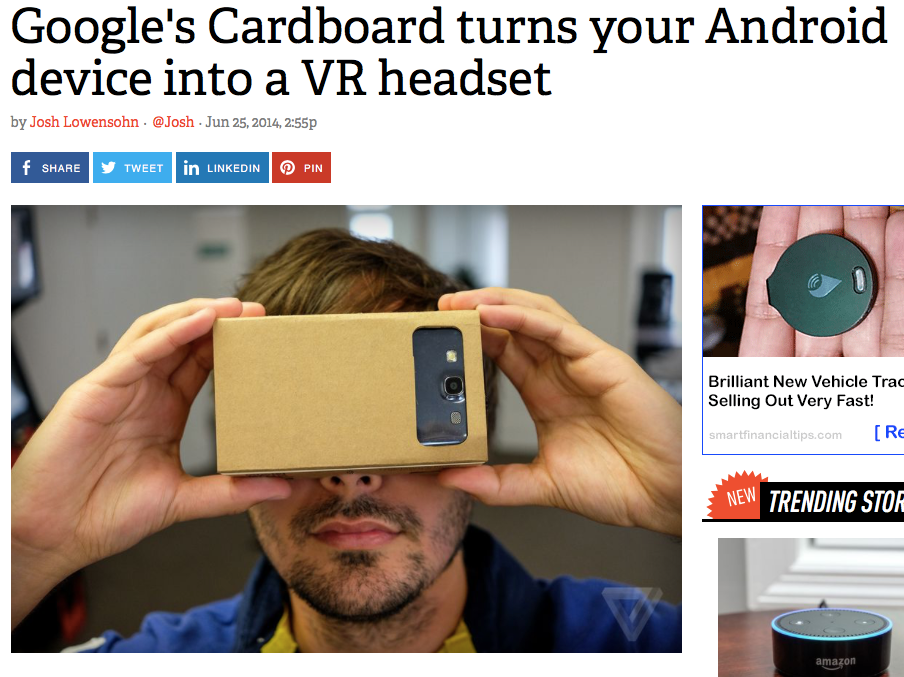 Google's Cardboard turns your Android
device into a VR headset
by Josh Lowensohn · @Josh · Jun 25, 2014, 2:55p
f SHARE
TWEET
in LINKEDIN
PIN
Brilliant New Vehicle Trac
Selling Out Very Fast!
smartfinancialtips.com
[ Re
NEW
TRENDING STOR
amazon